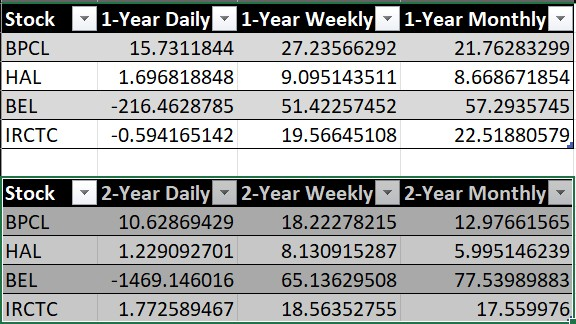 Stock 1-Year Daily 1-Year Weekly 1-Year Monthly
BPCL 15.7311844 27.23566292 21.76283299
HAL 1.696818848 9.095143511 8.668671854
BEL -216.4628785 51.42257452 57.2935745
IRCTC -0.594165142 19.56645108 22.51880579
Stock 2-Year Daily 2-Year Weekly 2-Year Monthly
BPCL 10.62869429 18.22278215 12.97661565
HAL 1.229092701 8.130915287 5.995146239
BEL -1469.146016 65.13629508 77.53989883
IRCTC 1.772589467 18.56352755 17.559976